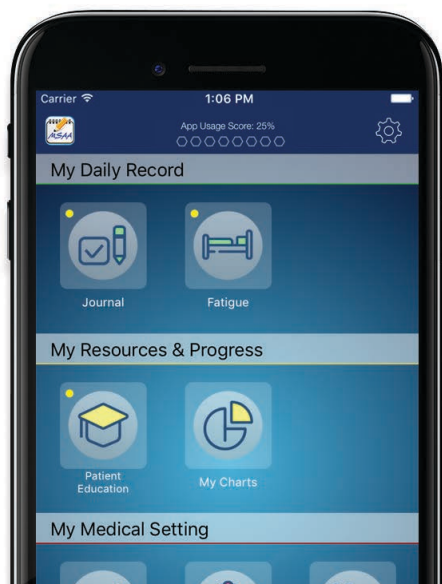 Carrier
1:06 PM
MSAA
App Usage Score: 25%
My Daily Record
Journal
Fatigue
My Resources & Progress
Patient
Education
My Charts
My Medical Setting